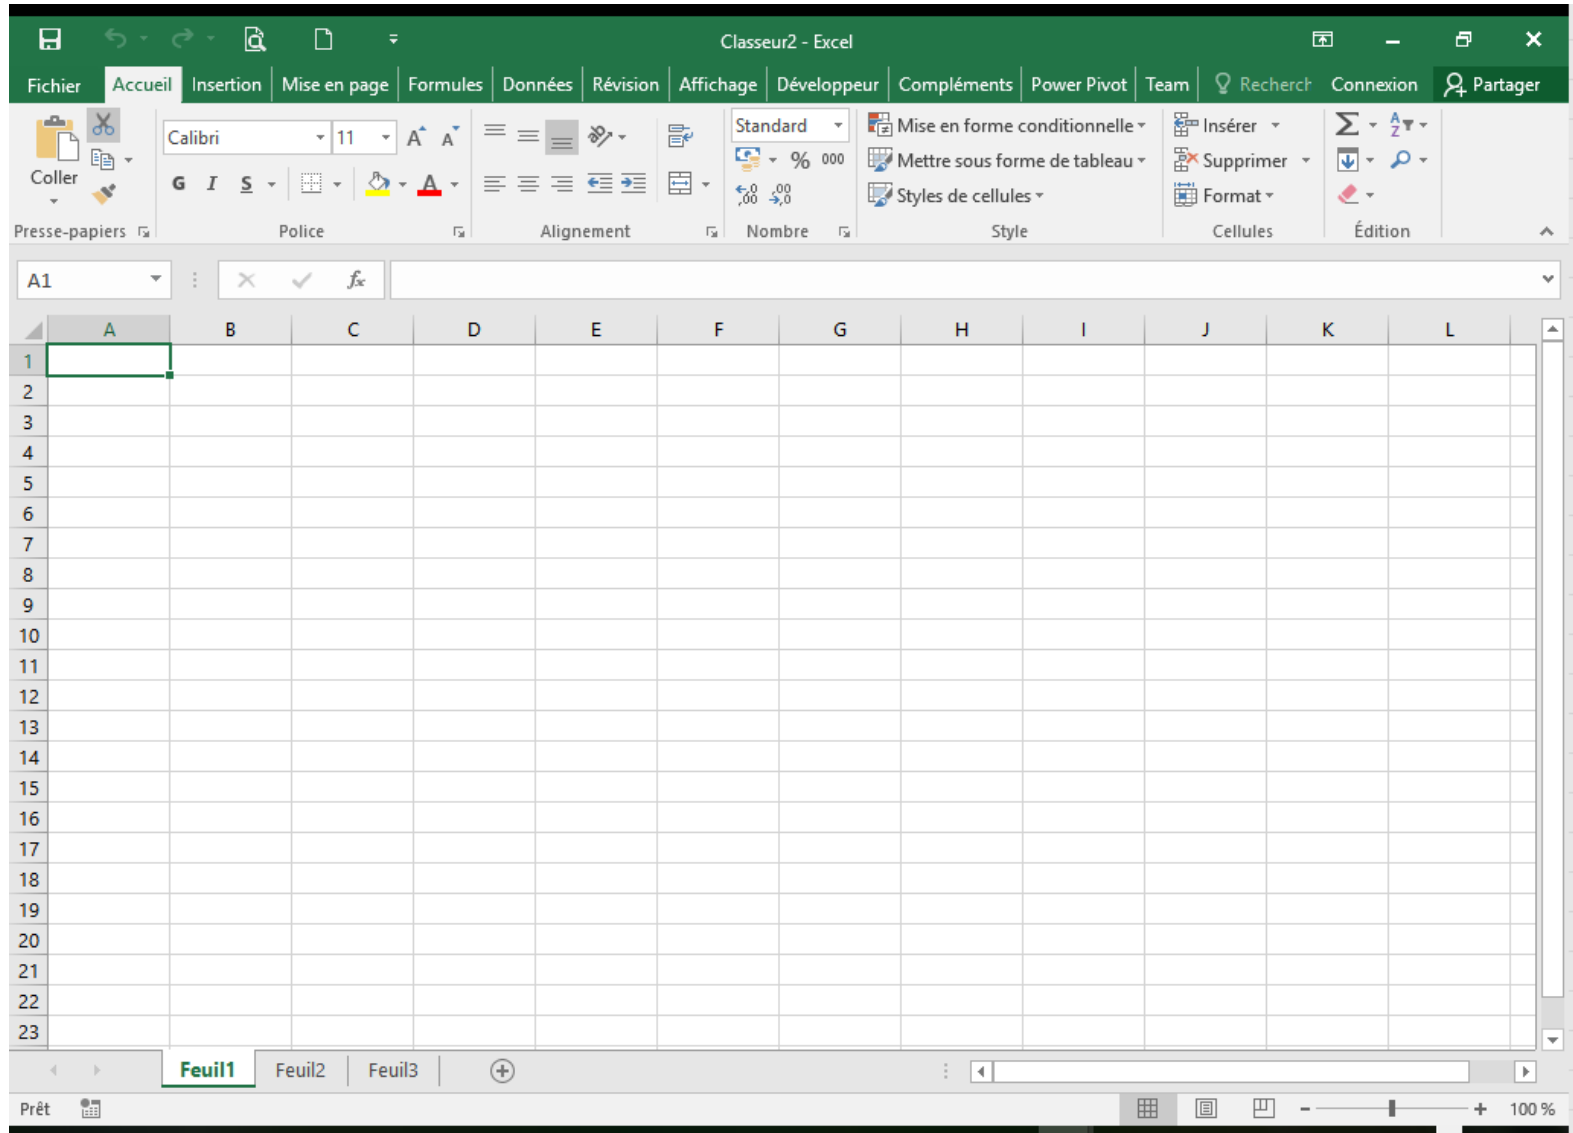 Classeur2 - Excel
Fichier Accueil Insertion Mise en page Formules Données Révision Affichage Développeur Compléments Power Pivot Team Recherch Connexion Partager
Coller
Calibri 11 A A
G I S A
Standard
% 000
,00 ,0
Mise en forme conditionnelle
Mettre sous forme de tableau
Styles de cellules
Insérer
Supprimer
Format
Σ A Z
Presse-papiers Police Alignement Nombre Style Cellules Édition
A1 fx
A B C D E F G H I J K L
1
2
3
4
5
6
7
8
9
10
11
12
13
14
15
16
17
18
19
20
21
22
23
Feuil1 Feuil2 Feuil3
Prêt 100 %